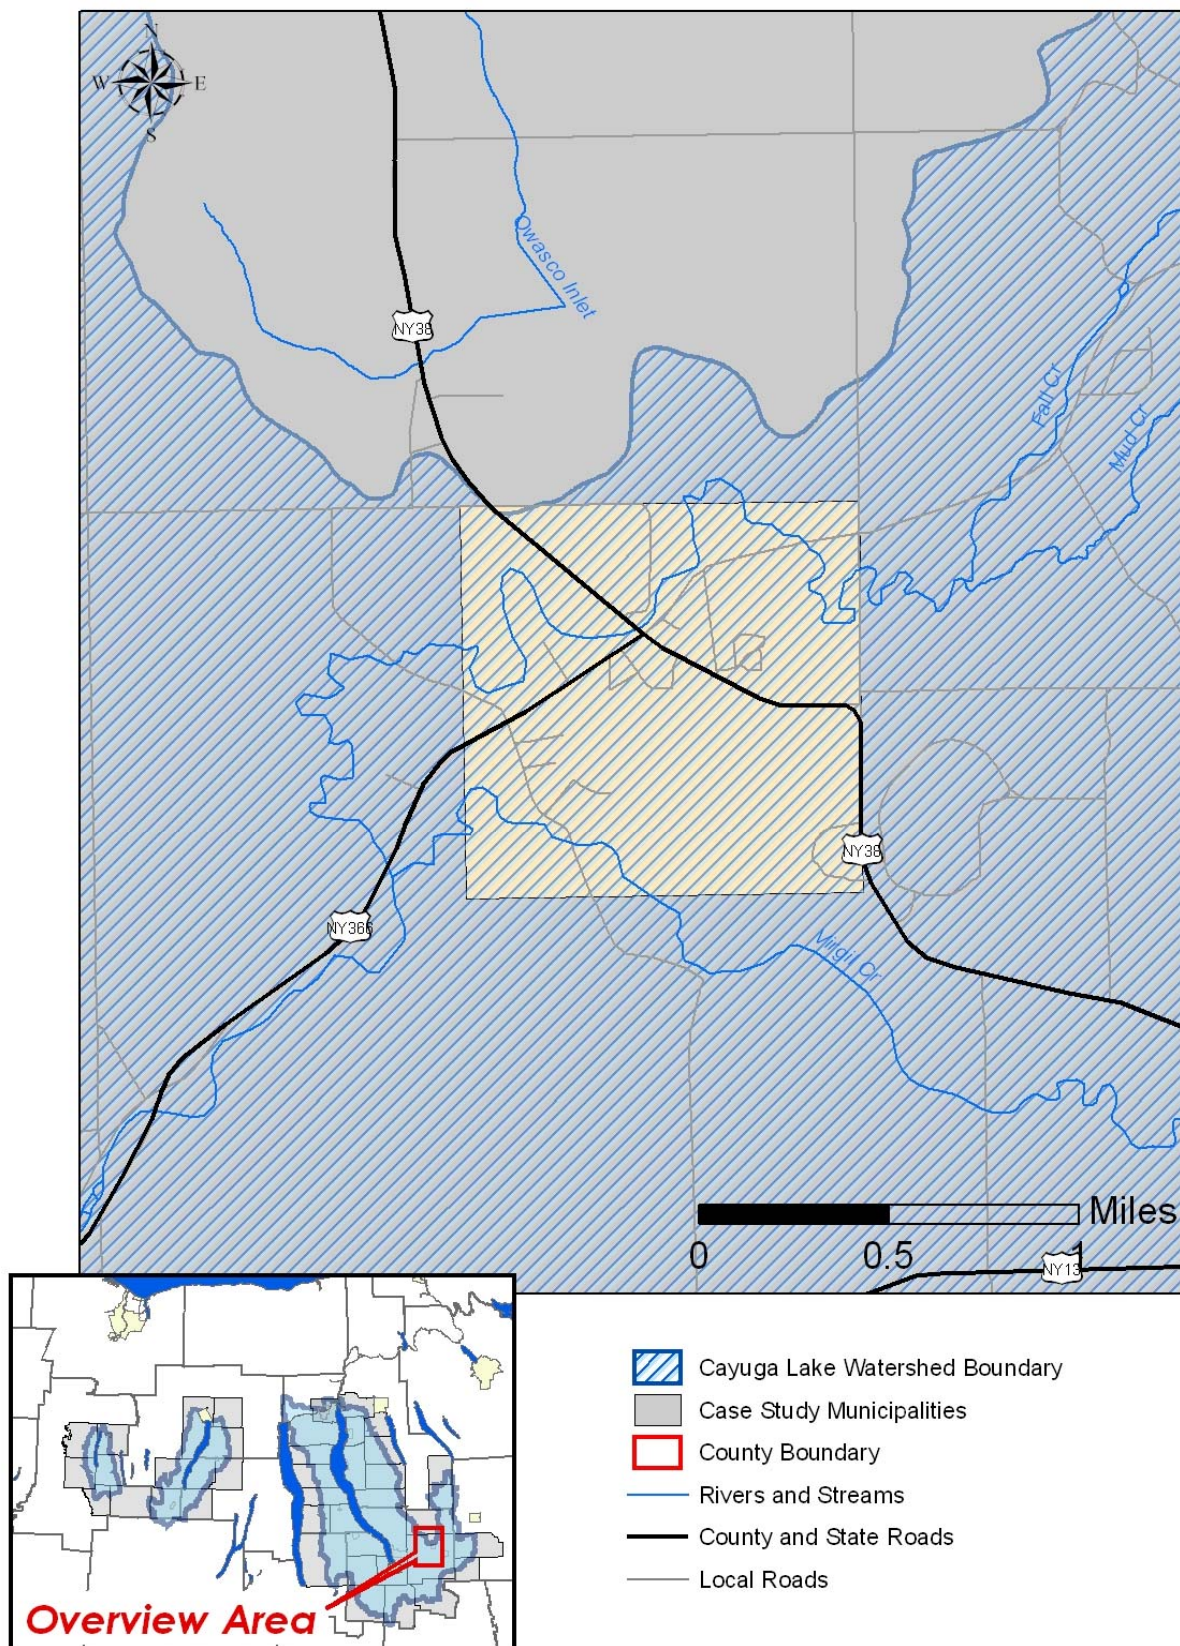 N
W E
S
Owasco Inlet
NY38
Fall Cr
Mud Cr
NY38
NY366
Virgil Cr
Miles
0 0.5 1
NY13
Overview Area
Cayuga Lake Watershed Boundary
Case Study Municipalities
County Boundary
Rivers and Streams
County and State Roads
Local Roads